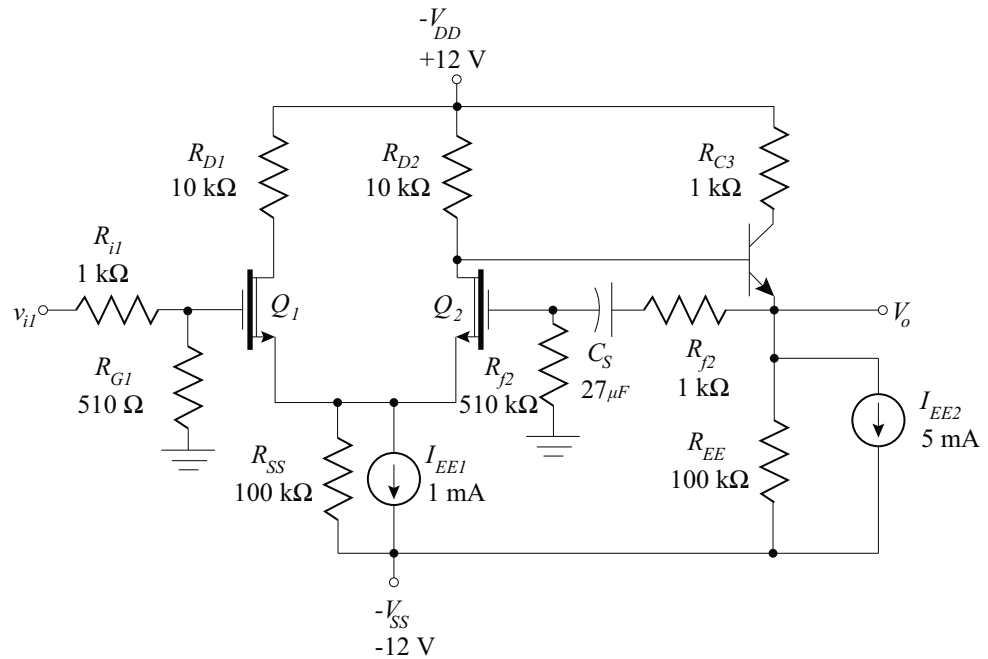 -V_DD
+12 V
R_D1
10 kΩ
R_D2
10 kΩ
R_C3
1 kΩ
R_i1
1 kΩ
v_i1
Q_1
Q_2
R_G1
510 Ω
R_f2
510 kΩ
C_S
27μF
R_f2
1 kΩ
V_o
R_SS
100 kΩ
I_EE1
1 mA
R_EE
100 kΩ
I_EE2
5 mA
-V_SS
-12 V